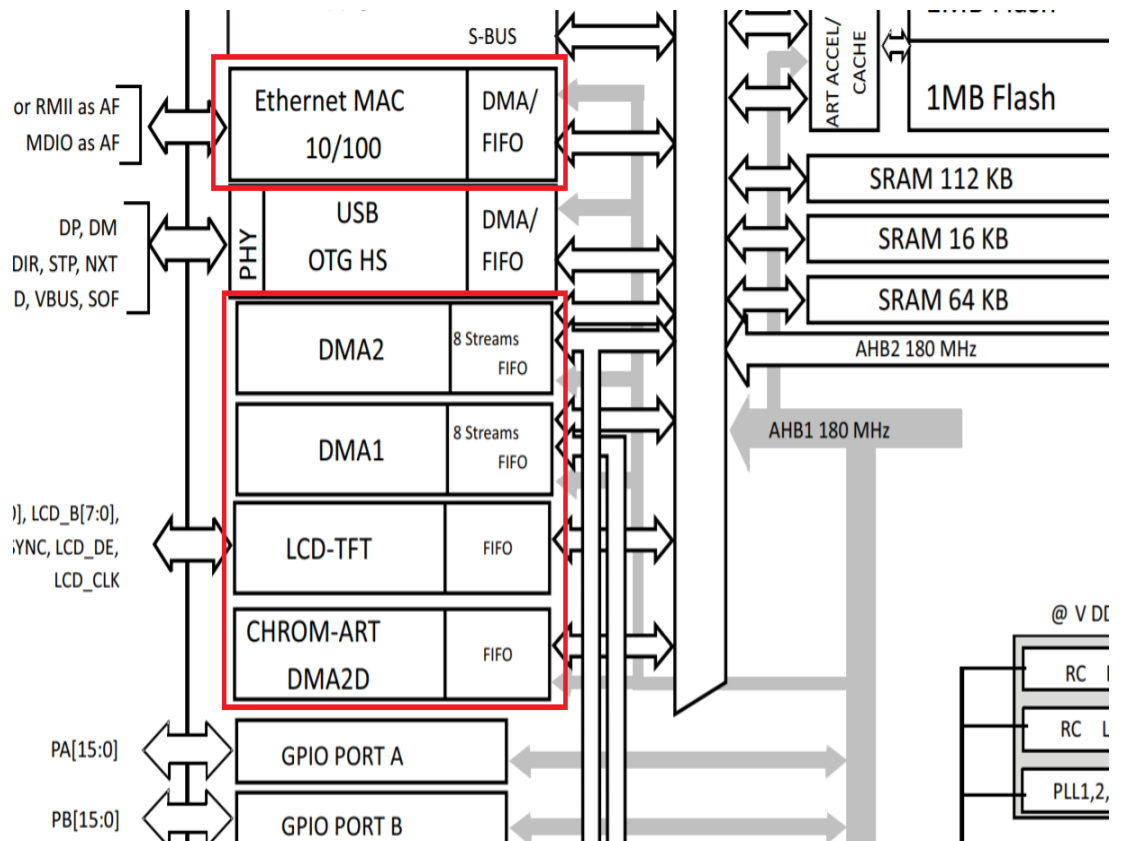 S-BUS
Ethernet MAC
10/100
DMA/
FIFO
or RMII as AF
MDIO as AF
USB
OTG HS
PHY
DMA/
FIFO
DP, DM
DIR, STP, NXT
D, VBUS, SOF
DMA2
8 Streams
FIFO
DMA1
8 Streams
FIFO
LCD-TFT
FIFO
], LCD_B[7:0],
YNC, LCD_DE,
LCD_CLK
CHROM-ART
DMA2D
FIFO
PA[15:0]
GPIO PORT A
PB[15:0]
GPIO PORT B
ART ACCEL/
CACHE
1MB Flash
SRAM 112 KB
SRAM 16 KB
SRAM 64 KB
AHB2 180 MHz
AHB1 180 MHz
@ V DD
RC
RC L
PLL1,2,